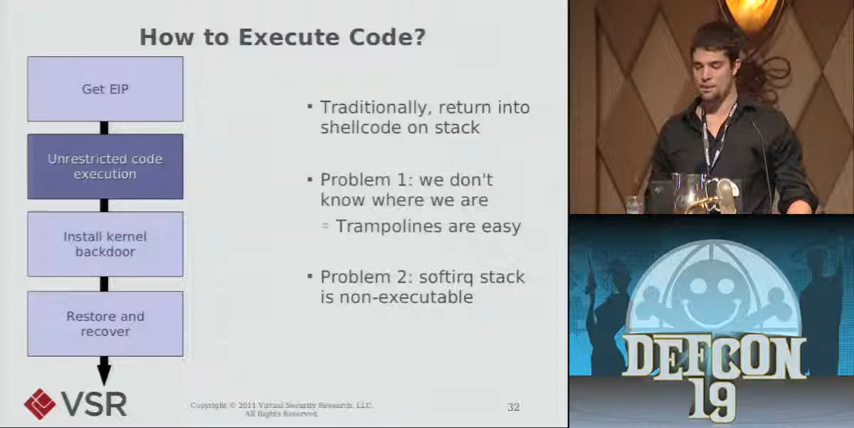 How to Execute Code?
Get EIP
Unrestricted code
execution
Install kernel
backdoor
Restore and
recover
Traditionally, return into
shellcode on stack
Problem 1: we don't
know where we are
Trampolines are easy
Problem 2: softirq stack
is non-executable
VSR
Copyright © 2011 Virtual Security Research, LLC.
All Rights Reserved
32
DEFCON
19